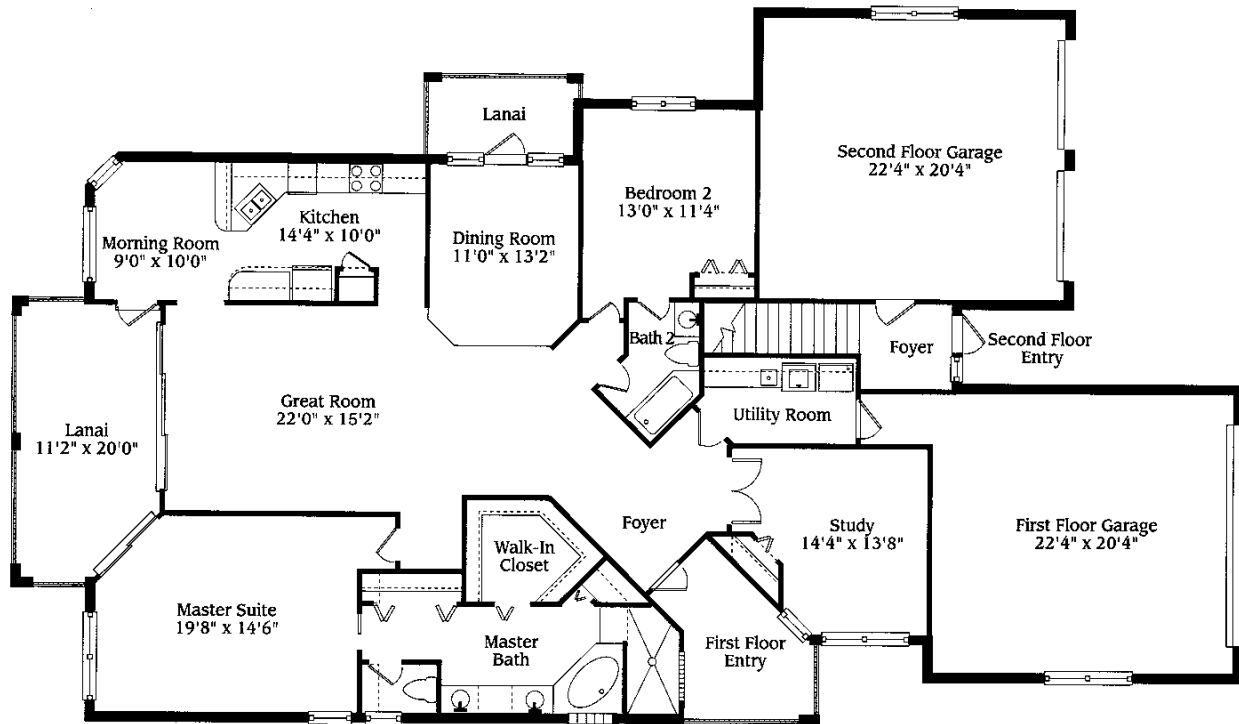 Lanai
Second Floor Garage
22'4" x 20'4"
Bedroom 2
13'0" x 11'4"
Kitchen
14'4" x 10'0"
Morning Room
9'0" x 10'0"
Dining Room
11'0" x 13'2"
Bath 2
Foyer
Second Floor
Entry
Great Room
22'0" x 15'2"
Utility Room
Lanai
11'2" x 20'0"
Foyer
Study
14'4" x 13'8"
First Floor Garage
22'4" x 20'4"
Walk-In
Closet
Master Suite
19'8" x 14'6"
Master
Bath
First Floor
Entry